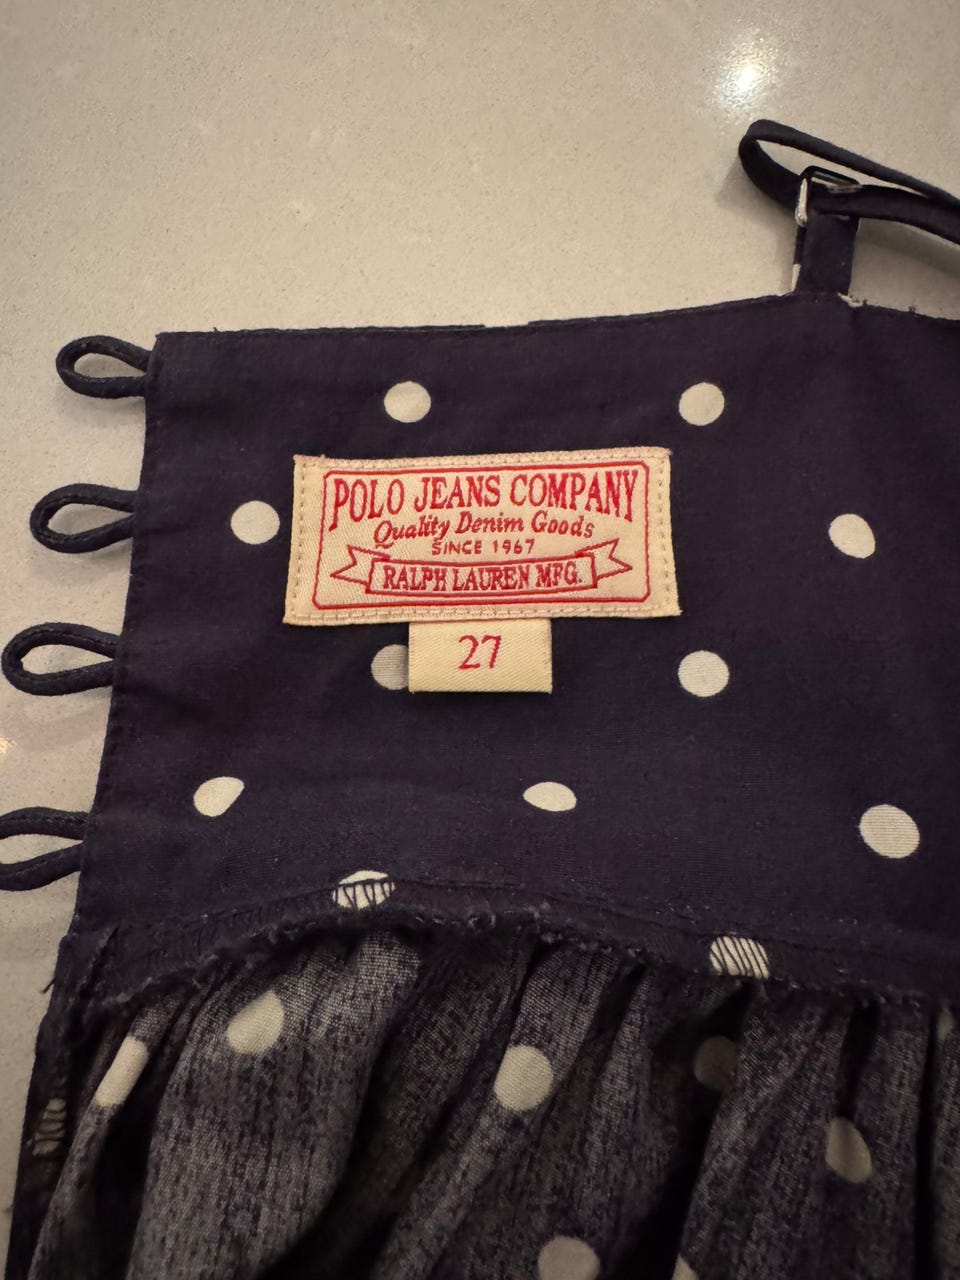 POLO JEANS COMPANY
Quality Denim Goods
SINCE 1967
RALPH LAUREN MFG.
27